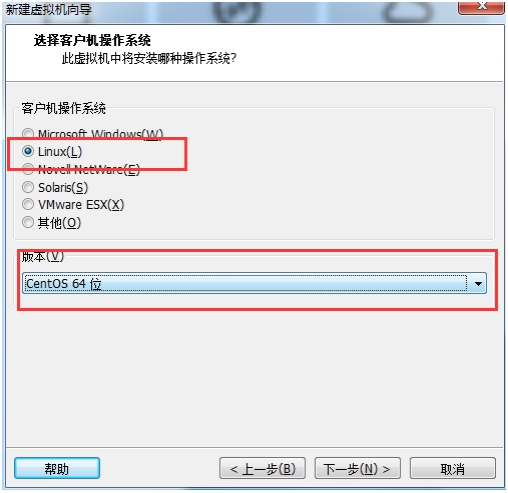 新建虚拟机向导
选择客户机操作系统
此虚拟机中将安装哪种操作系统?
客户机操作系统
Microsoft Windows(W)
Linux(L)
Novell NetWare(E)
Solaris(S)
VMware ESX(X)
其他(O)
版本(V)
CentOS 64 位
帮助
< 上一步(B)
下一步(N) >
取消